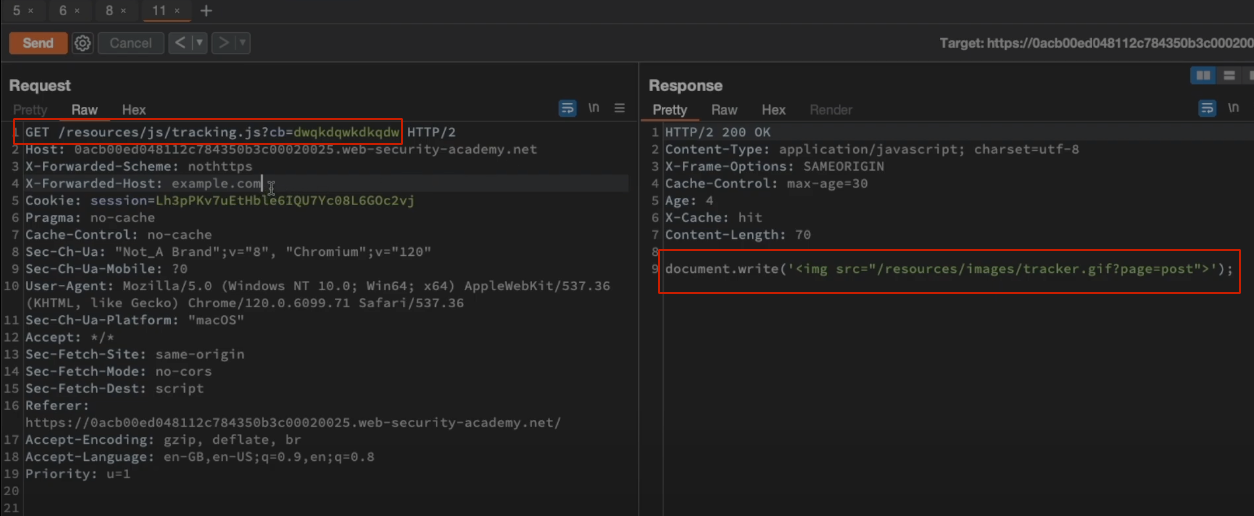 5 × 6 × 8 × 11 × +
Send Cancel < > Target: https://0acb00ed048112c784350b3c000200
Request
Pretty Raw Hex \n
1 GET /resources/js/tracking.js?cb=dwqkdqwkdkqdw HTTP/2
2 Host: 0acb00ed048112c784350b3c00020025.web-security-academy.net
3 X-Forwarded-Scheme: nothttps
4 X-Forwarded-Host: example.com
5 Cookie: session=Lh3pPKv7uEtHble6IQU7Yc08L6GOc2vj
6 Pragma: no-cache
7 Cache-Control: no-cache
8 Sec-Ch-Ua: "Not_A Brand";v="8", "Chromium";v="120"
9 Sec-Ch-Ua-Mobile: ?0
10 User-Agent: Mozilla/5.0 (Windows NT 10.0; Win64; x64) AppleWebKit/537.36
(KHTML, like Gecko) Chrome/120.0.6099.71 Safari/537.36
11 Sec-Ch-Ua-Platform: "macOS"
12 Accept: */*
13 Sec-Fetch-Site: same-origin
14 Sec-Fetch-Mode: no-cors
15 Sec-Fetch-Dest: script
16 Referer:
https://0acb00ed048112c784350b3c00020025.web-security-academy.net/
17 Accept-Encoding: gzip, deflate, br
18 Accept-Language: en-GB,en-US;q=0.9,en;q=0.8
19 Priority: u=1
20
21
Response
Pretty Raw Hex Render \n
1 HTTP/2 200 OK
2 Content-Type: application/javascript; charset=utf-8
3 X-Frame-Options: SAMEORIGIN
4 Cache-Control: max-age=30
5 Age: 4
6 X-Cache: hit
7 Content-Length: 70
8
9 document.write('<img src="/resources/images/tracker.gif?page=post">');